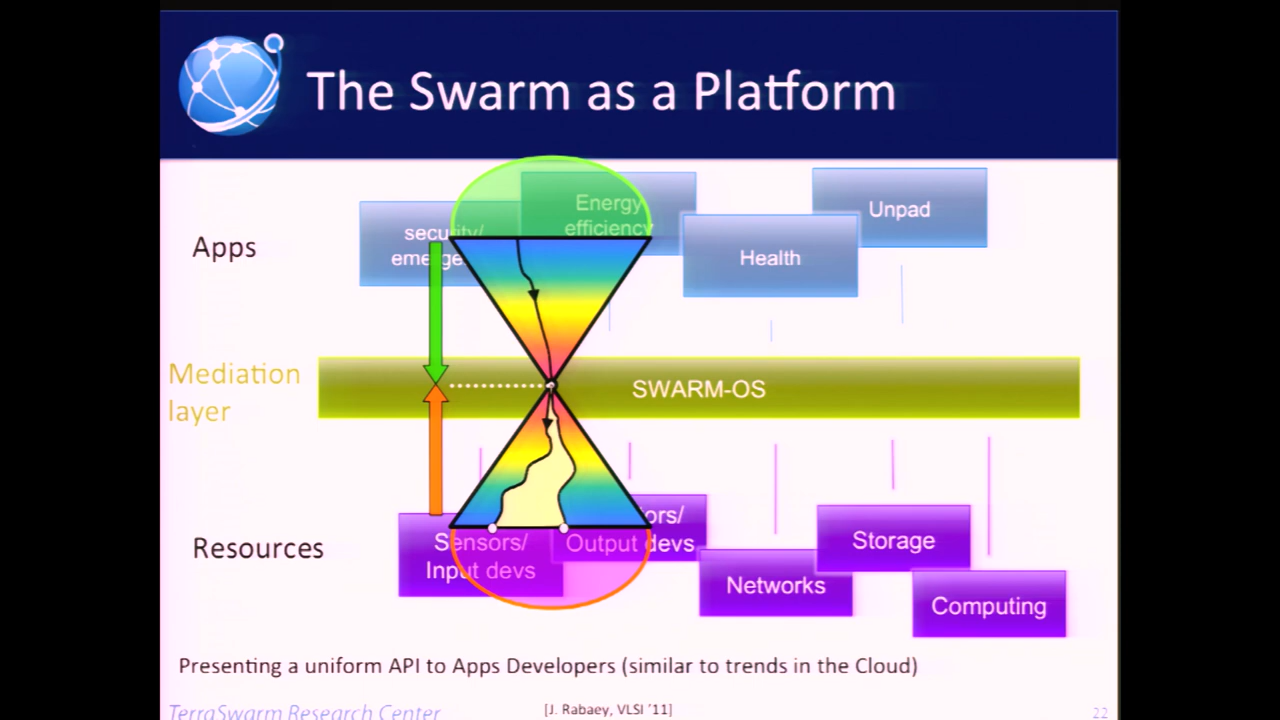 The Swarm as a Platform
Apps
security/
Energy
efficiency
Health
Unpad
Mediation
layer
SWARM-OS
Resources
Sensors/
Input devs
Output devs
Networks
Storage
Computing
Presenting a uniform API to Apps Developers (similar to trends in the Cloud)
TerraSwarm Research Center
[J. Rabaey, VLSI '11]
22